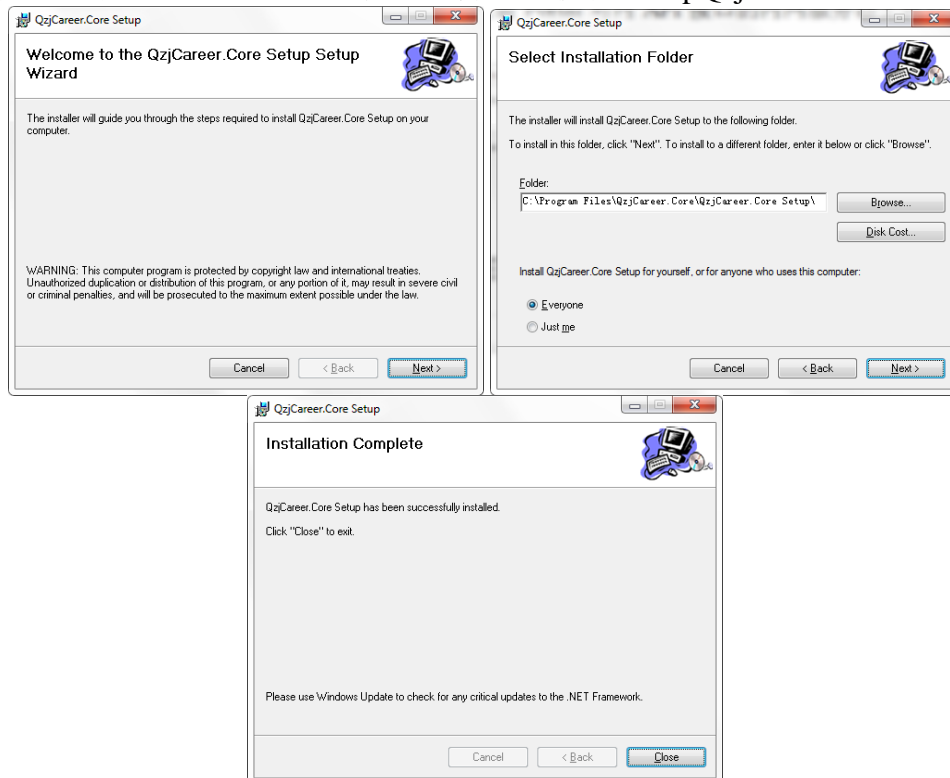 QzjCareer.Core Setup
Welcome to the QzjCareer.Core Setup Setup
Wizard
The installer will guide you through the steps required to install QzjCareer.Core Setup on your
computer.
WARNING: This computer program is protected by copyright law and international treaties.
Unauthorized duplication or distribution of this program, or any portion of it, may result in severe civil
or criminal penalties, and will be prosecuted to the maximum extent possible under the law.
Cancel
< Back
Next >
QzjCareer.Core Setup
Select Installation Folder
The installer will install QzjCareer.Core Setup to the following folder.
To install in this folder, click "Next". To install to a different folder, enter it below or click "Browse".
Folder:
C:\Program Files\QzjCareer.Core\QzjCareer.Core Setup\
Browse...
Disk Cost...
Install QzjCareer.Core Setup for yourself, or for anyone who uses this computer:
Everyone
Just me
Cancel
< Back
Next >
QzjCareer.Core Setup
Installation Complete
QzjCareer.Core Setup has been successfully installed.
Click "Close" to exit.
Please use Windows Update to check for any critical updates to the .NET Framework.
Cancel
< Back
Close